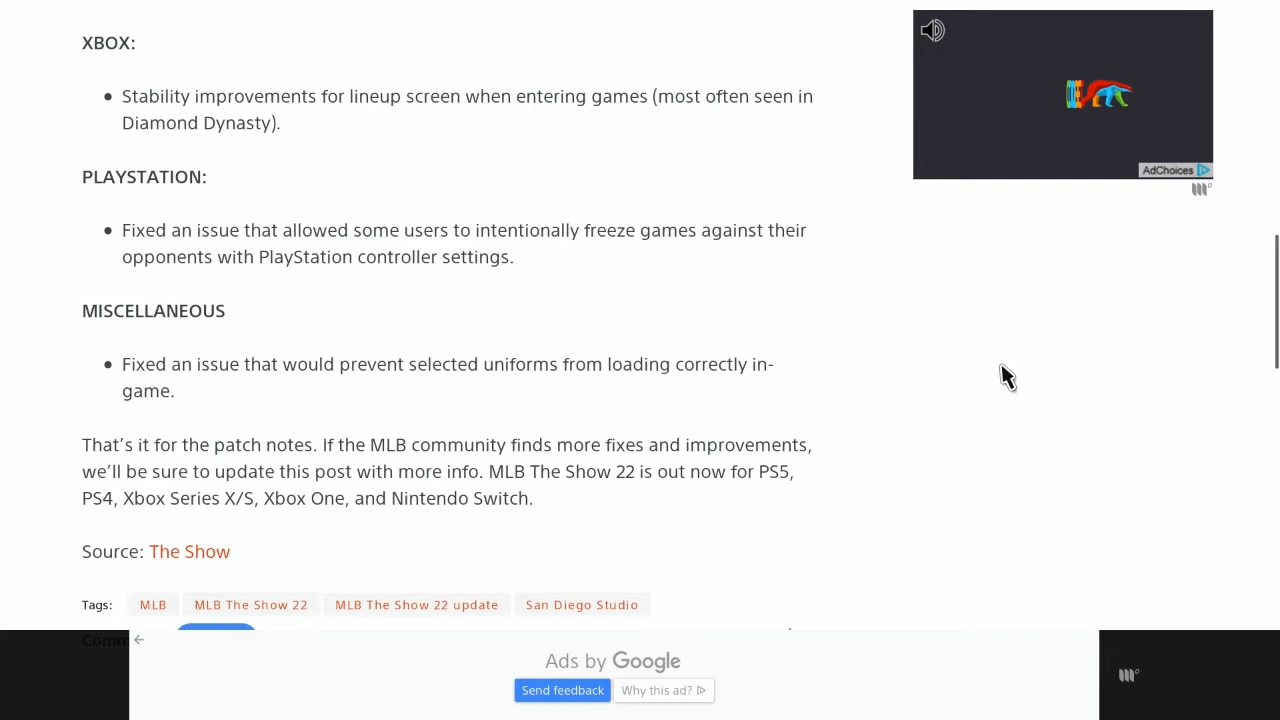 XBOX:
Stability improvements for lineup screen when entering games (most often seen in
Diamond Dynasty).
PLAYSTATION:
Fixed an issue that allowed some users to intentionally freeze games against their
opponents with PlayStation controller settings.
MISCELLANEOUS
Fixed an issue that would prevent selected uniforms from loading correctly in-
game.
That’s it for the patch notes. If the MLB community finds more fixes and improvements,
we’ll be sure to update this post with more info. MLB The Show 22 is out now for PS5,
PS4, Xbox Series X/S, Xbox One, and Nintendo Switch.
Source: The Show
Tags: MLB MLB The Show 22 MLB The Show 22 update San Diego Studio
AdChoices
Ads by Google
Send feedback Why this ad?